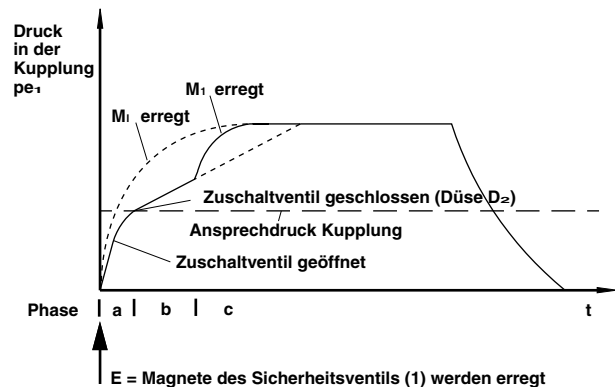 Druck
in der
Kupplung
pe₁
M₁ erregt
Mₗ erregt
Zuschaltventil geschlossen (Düse D₂)
Ansprechdruck Kupplung
Zuschaltventil geöffnet
Phase a b c t
E = Magnete des Sicherheitsventils (1) werden erregt